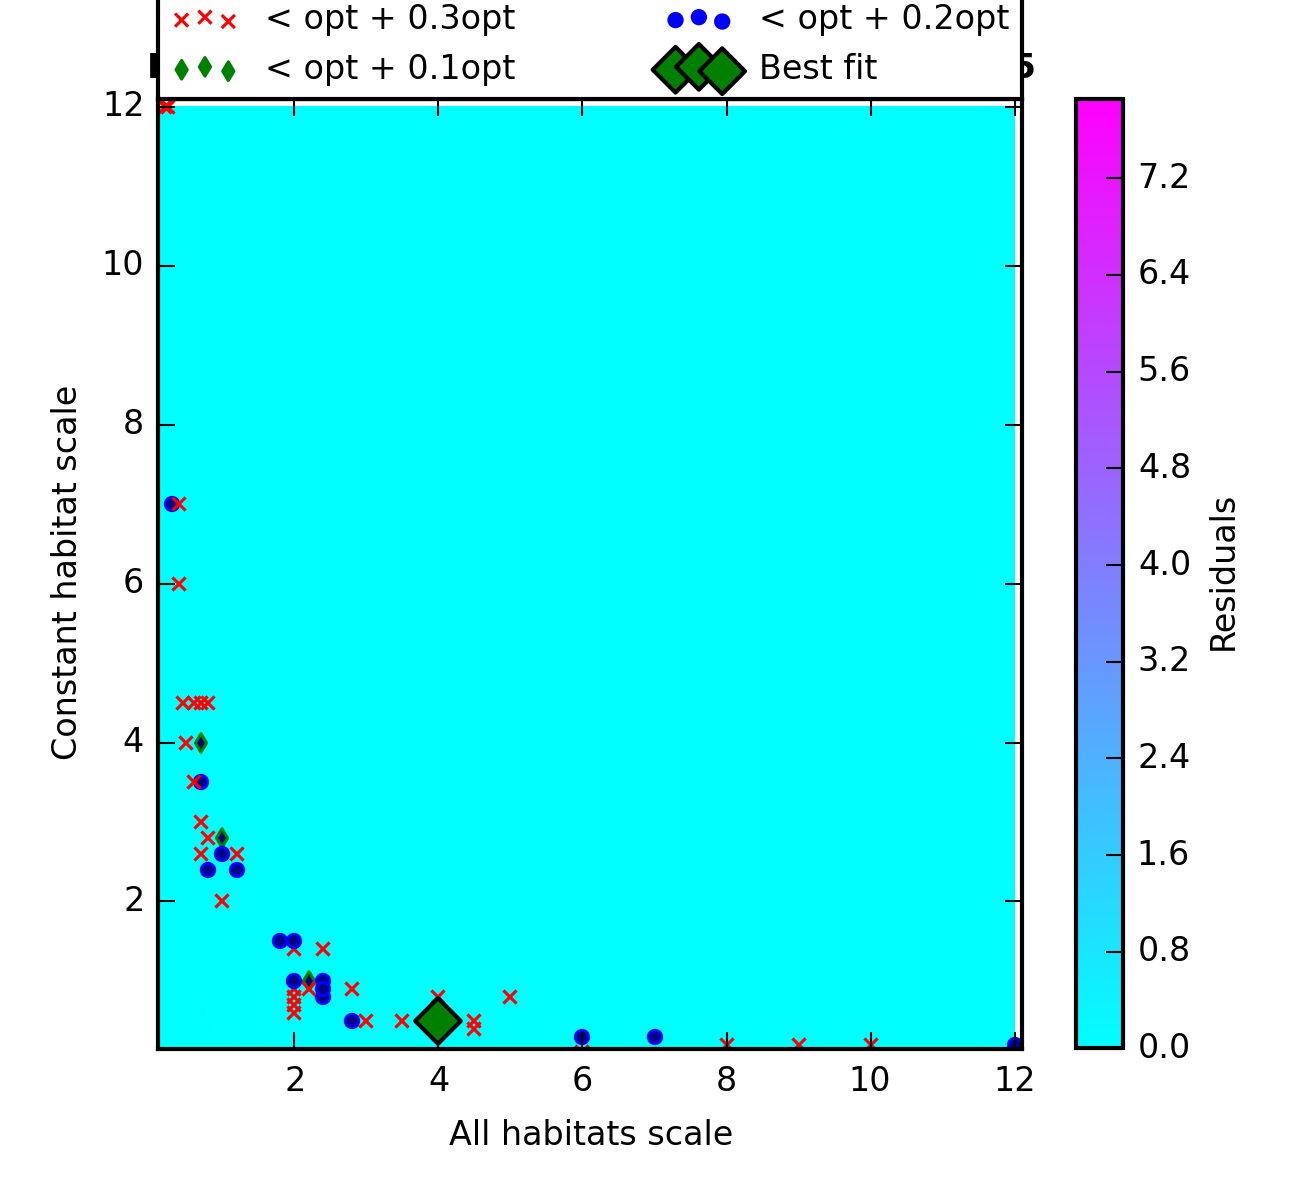 < opt + 0.3opt < opt + 0.2opt
< opt + 0.1opt Best fit
12
10
8
6
4
2
Constant habitat scale
2 4 6 8 10 12
All habitats scale
7.2
6.4
5.6
4.8
4.0
3.2
2.4
1.6
0.8
0.0
Residuals